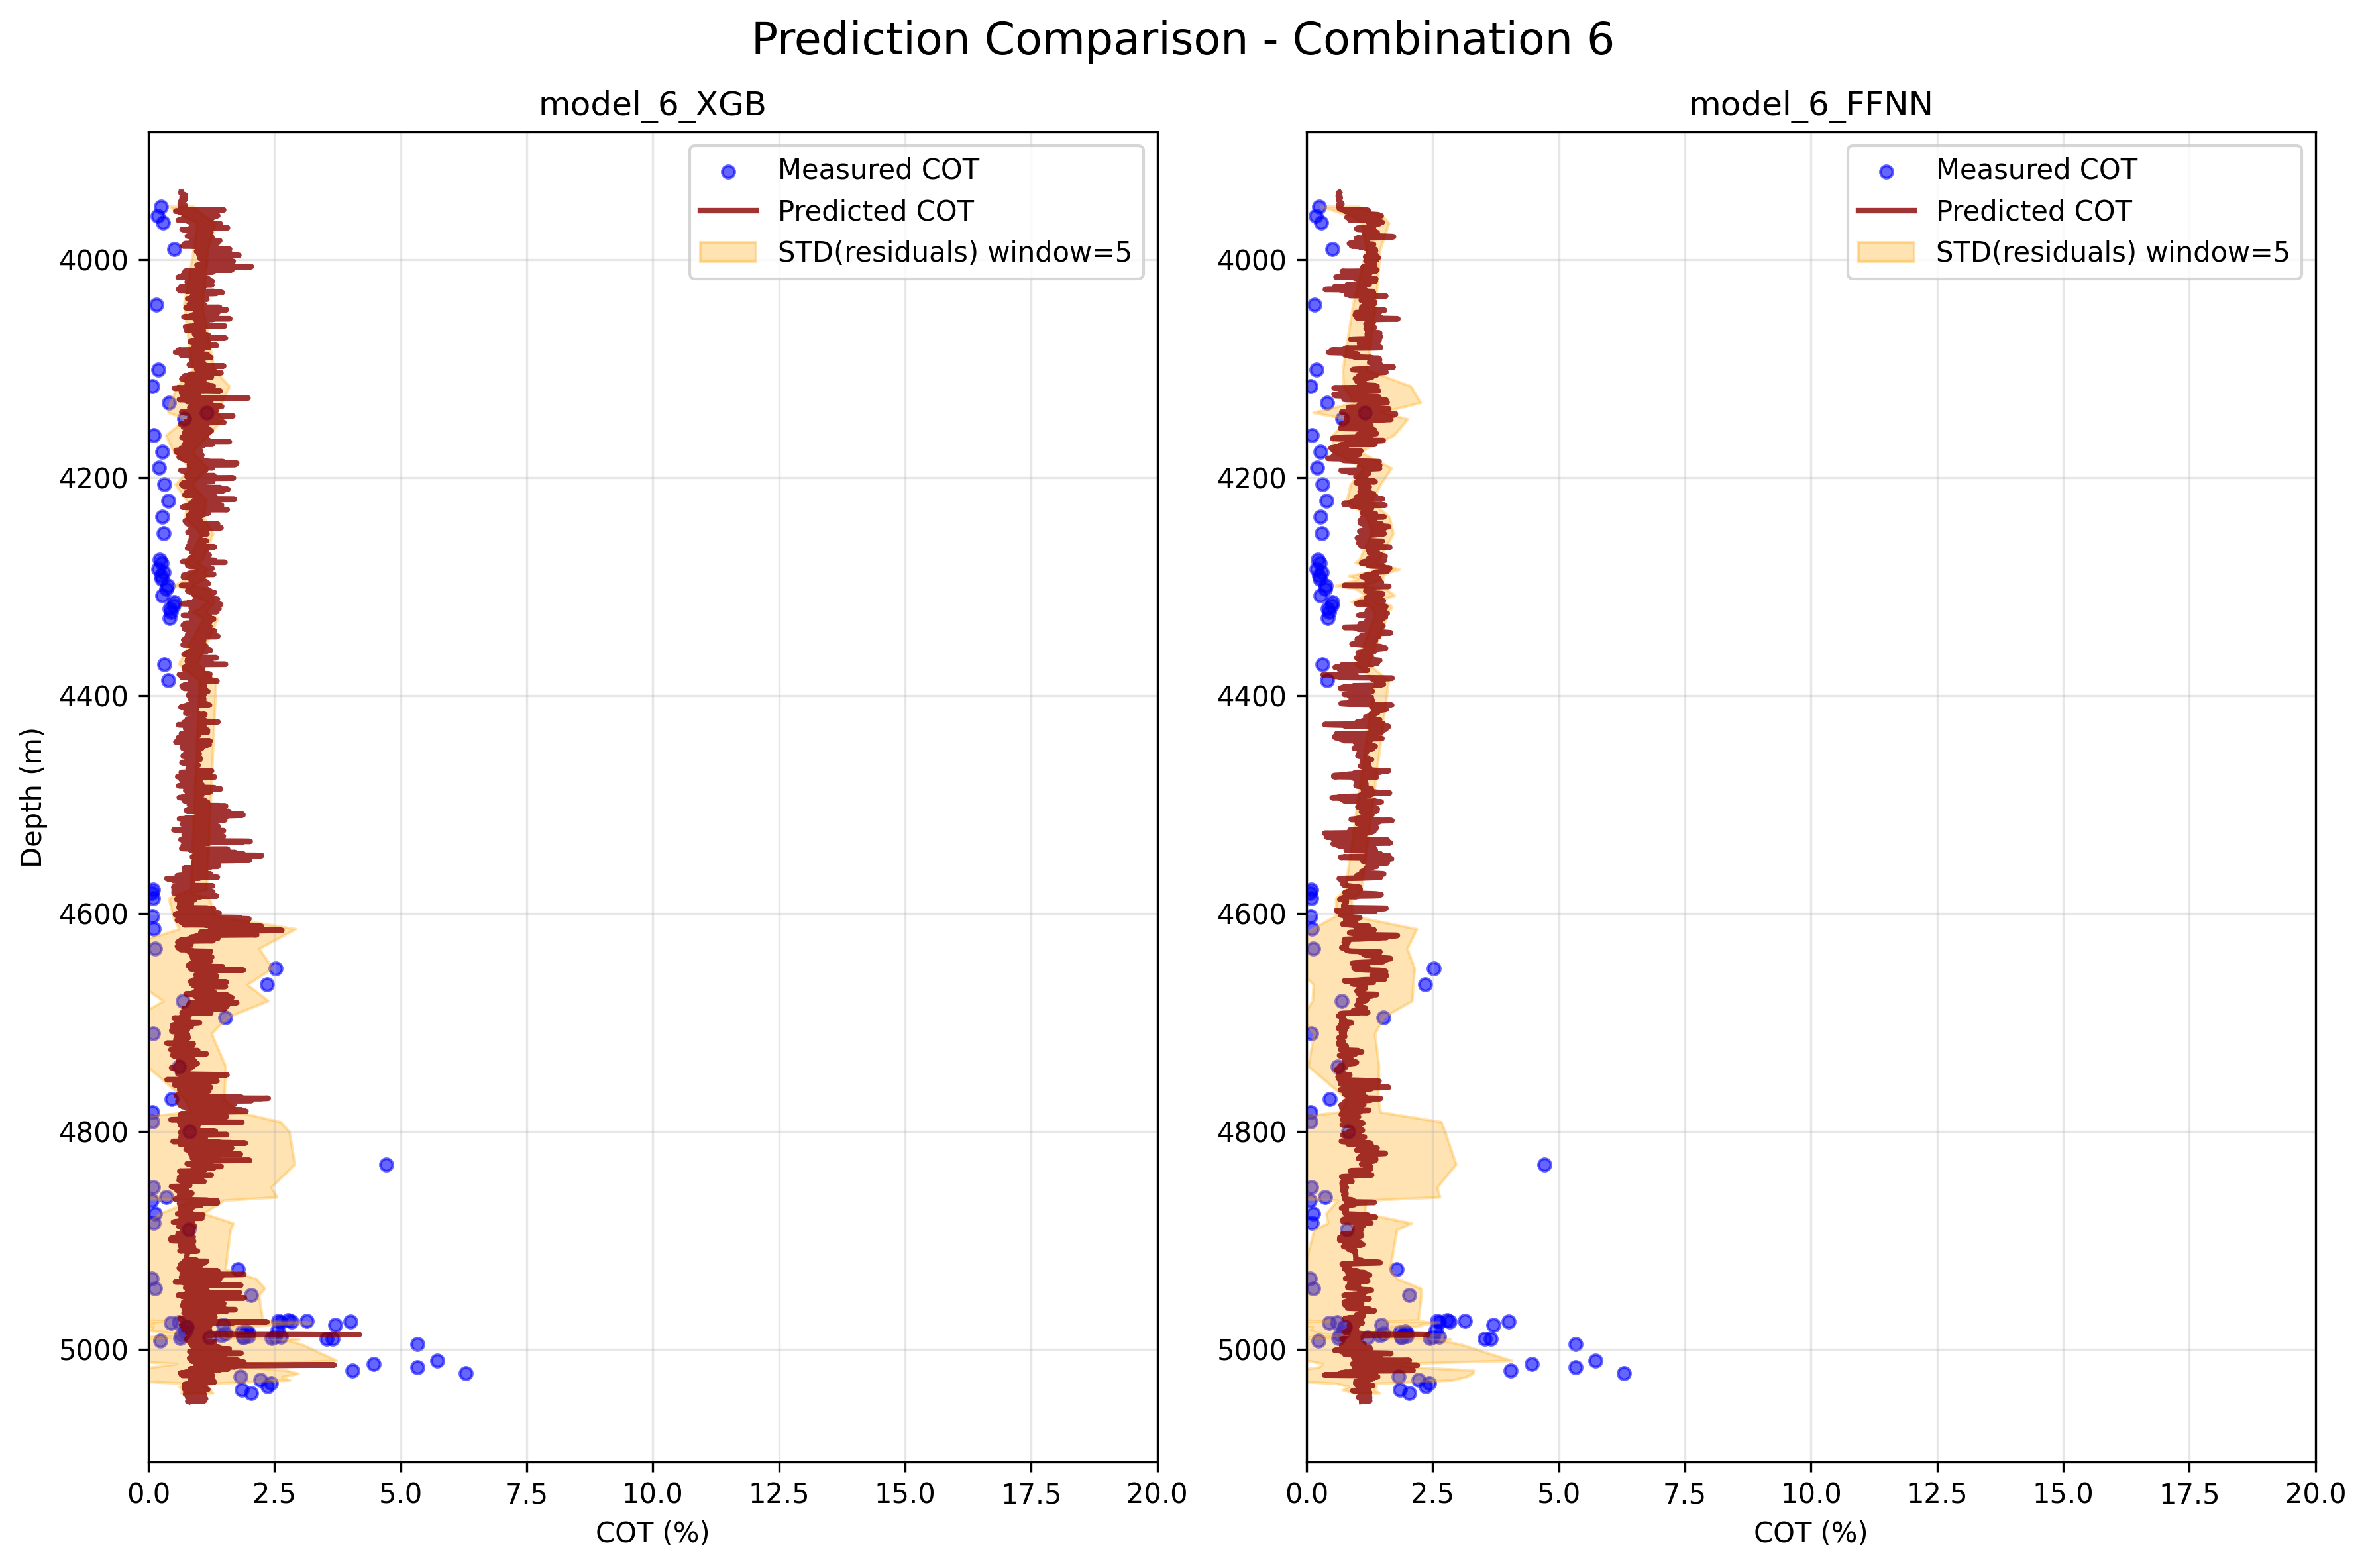 Prediction Comparison - Combination 6
model_6_XGB
Measured COT
Predicted COT
STD(residuals) window=5
4000
4200
4400
4600
4800
5000
Depth (m)
0.0 2.5 5.0 7.5 10.0 12.5 15.0 17.5 20.0
COT (%)
model_6_FFNN
Measured COT
Predicted COT
STD(residuals) window=5
4000
4200
4400
4600
4800
5000
0.0 2.5 5.0 7.5 10.0 12.5 15.0 17.5 20.0
COT (%)